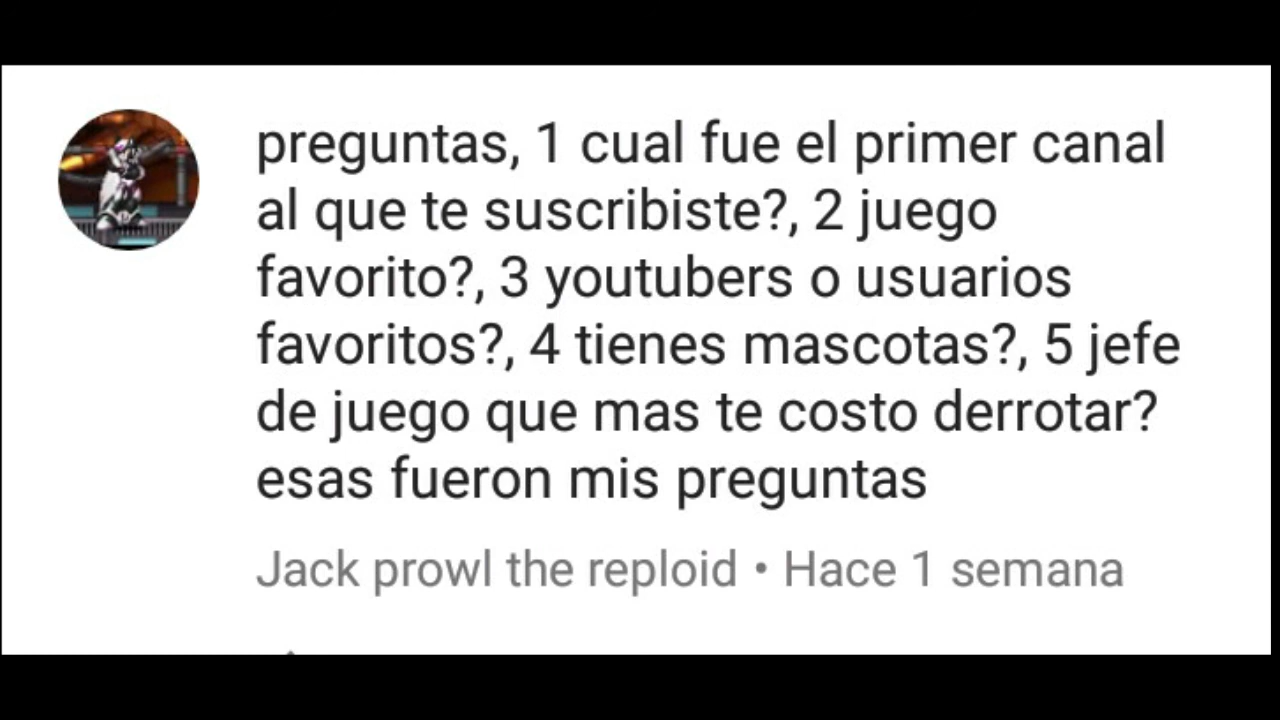 preguntas, 1 cual fue el primer canal
al que te suscribiste?, 2 juego
favorito?, 3 youtubers o usuarios
favoritos?, 4 tienes mascotas?, 5 jefe
de juego que mas te costo derrotar?
esas fueron mis preguntas
Jack prowl the reploid • Hace 1 semana